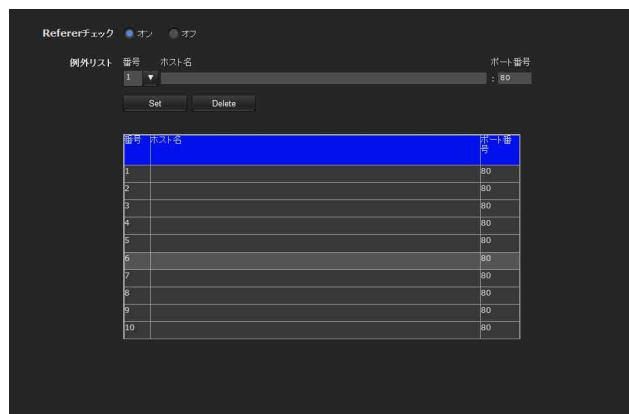 Refererチェック オン オフ
例外リスト 番号 ホスト名 ポート番号
1 ▼ : 80
Set Delete
番号 ホスト名 ポート番号
1 80
2 80
3 80
4 80
5 80
6 80
7 80
8 80
9 80
10 80